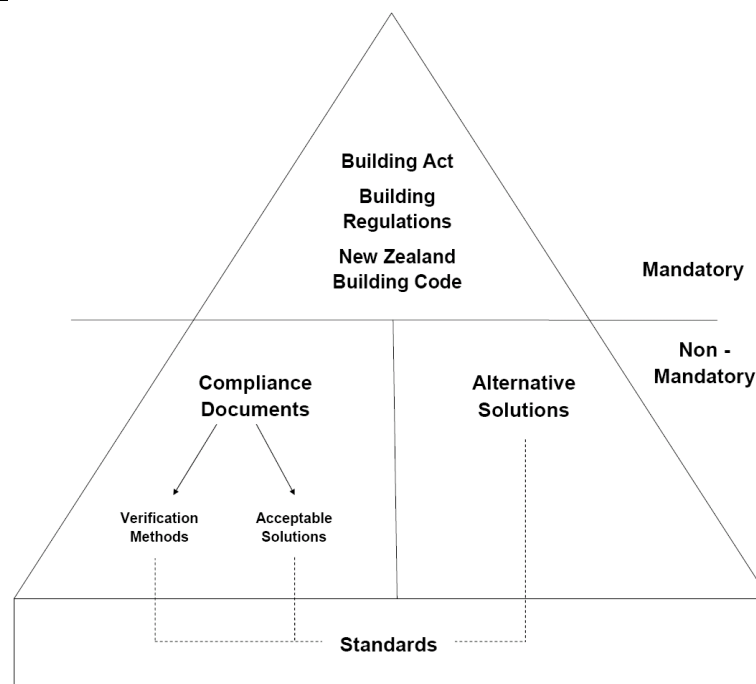 Building Act
Building
Regulations
New Zealand
Building Code
Mandatory
Non -
Mandatory
Compliance
Documents
Alternative
Solutions
Verification
Methods
Acceptable
Solutions
Standards